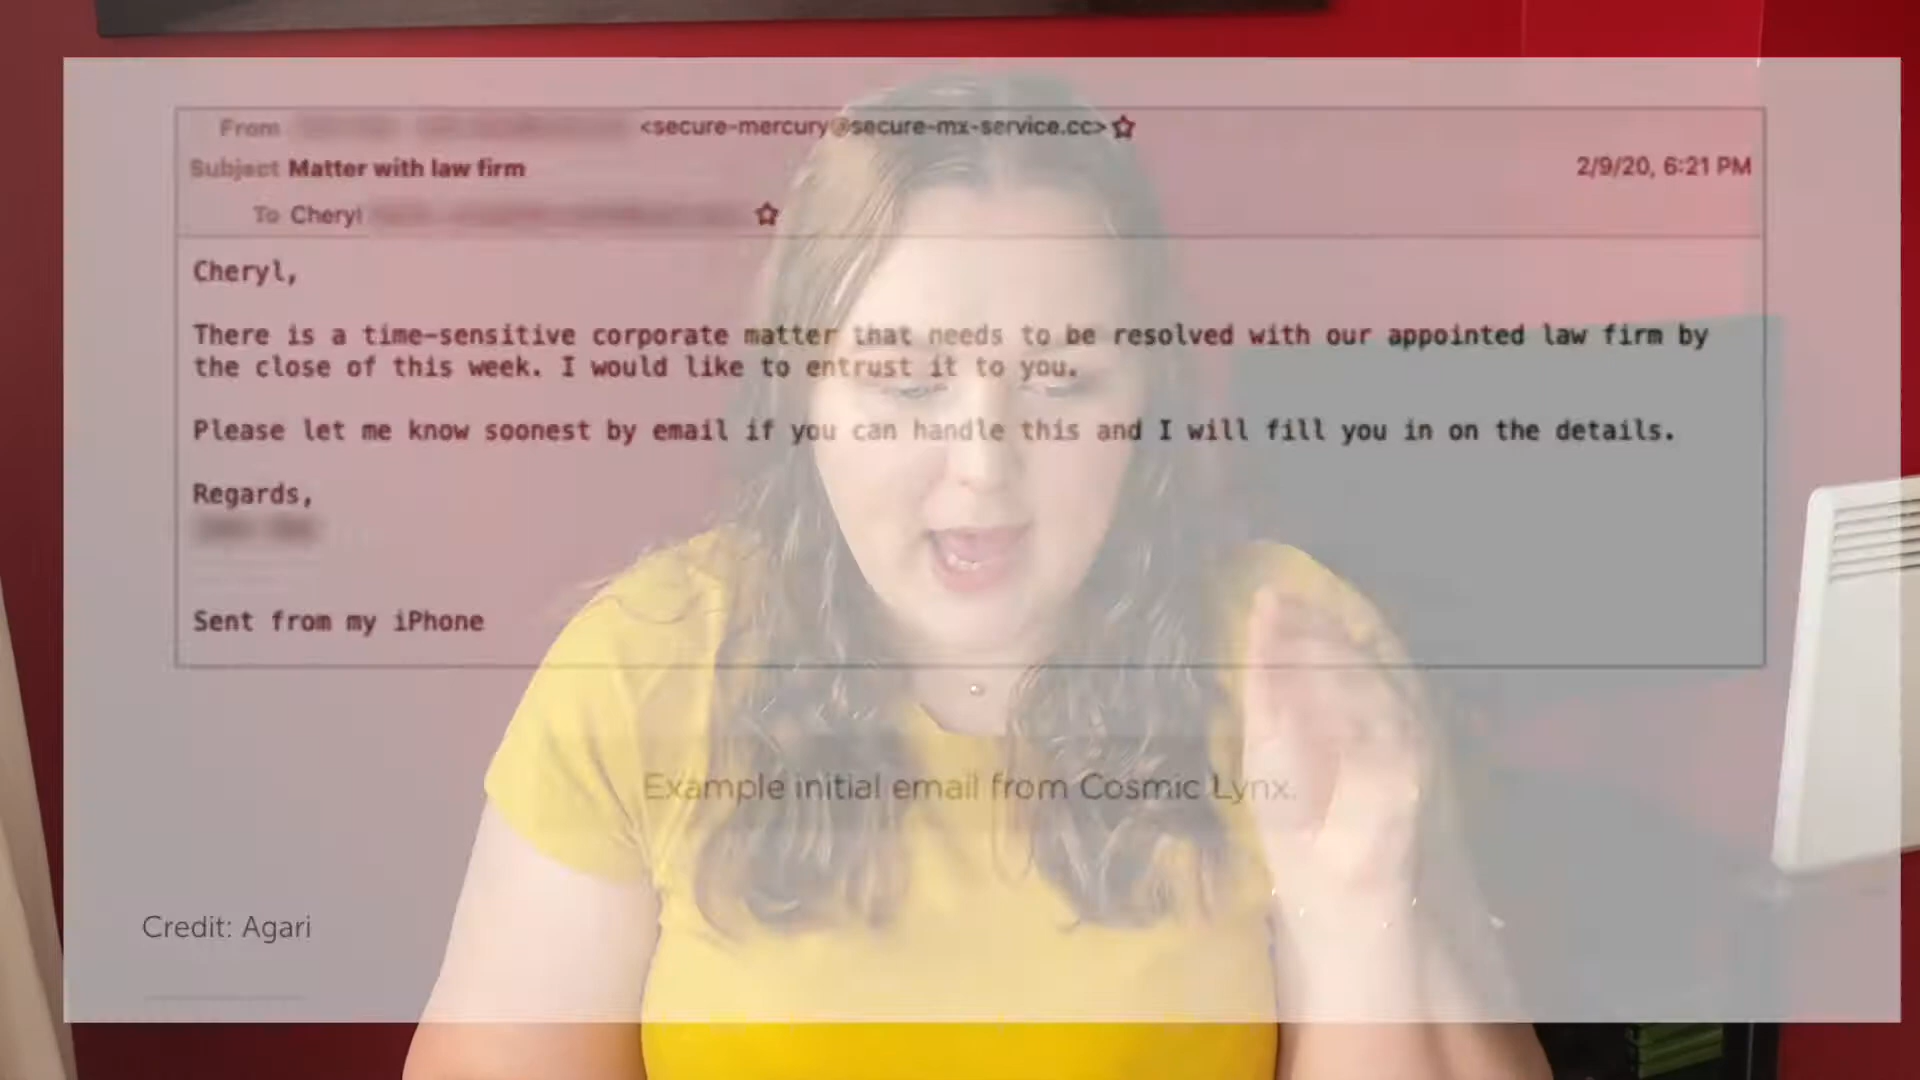 From <secure-mercury@secure-mx-service.cc>
Subject Matter with law firm
2/9/20, 6:21 PM
To Cheryl
Cheryl,
There is a time-sensitive corporate matter that needs to be resolved with our appointed law firm by
the close of this week. I would like to entrust it to you.
Please let me know soonest by email if you can handle this and I will fill you in on the details.
Regards,
Sent from my iPhone
Example initial email from Cosmic Lynx.
Credit: Agari